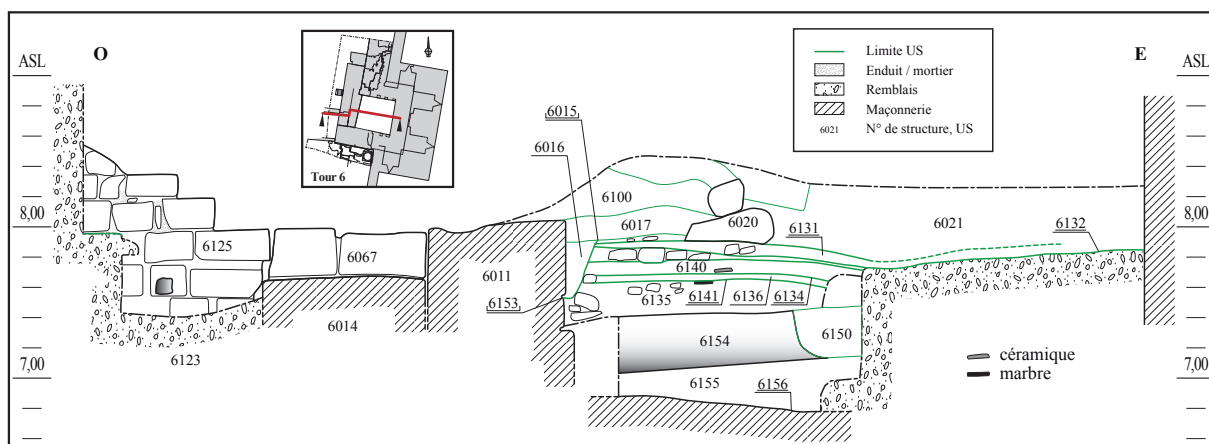 O
E
ASL
ASL
Limite US
Enduit / mortier
Remblais
Maçonnerie
6021 N° de structure, US
Tour 6
6015
6016
6100
6017
6020
6131
6021
6132
8,00
8,00
6125
6067
6011
6140
6153
6135
6141
6136
6134
6014
6154
6150
6123
7,00
7,00
6155
6156
céramique
marbre